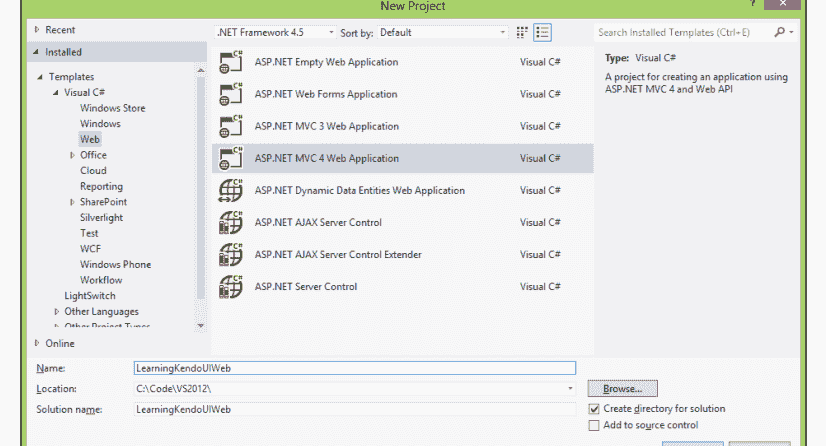 New Project
? x
Recent
Installed
Templates
Visual C#
Windows Store
Windows
Web
Office
Cloud
Reporting
SharePoint
Silverlight
Test
WCF
Windows Phone
Workflow
LightSwitch
Other Languages
Other Project Types
Online
.NET Framework 4.5 Sort by: Default
ASP.NET Empty Web Application Visual C#
ASP.NET Web Forms Application Visual C#
ASP.NET MVC 3 Web Application Visual C#
ASP.NET MVC 4 Web Application Visual C#
ASP.NET Dynamic Data Entities Web Application Visual C#
ASP.NET AJAX Server Control Visual C#
ASP.NET AJAX Server Control Extender Visual C#
ASP.NET Server Control Visual C#
Search Installed Templates (Ctrl+E)
Type: Visual C#
A project for creating an application using
ASP.NET MVC 4 and Web API
Name: LearningKendoUIWeb
Location: C:\Code\VS2012\
Browse...
Solution name: LearningKendoUIWeb
Create directory for solution
Add to source control